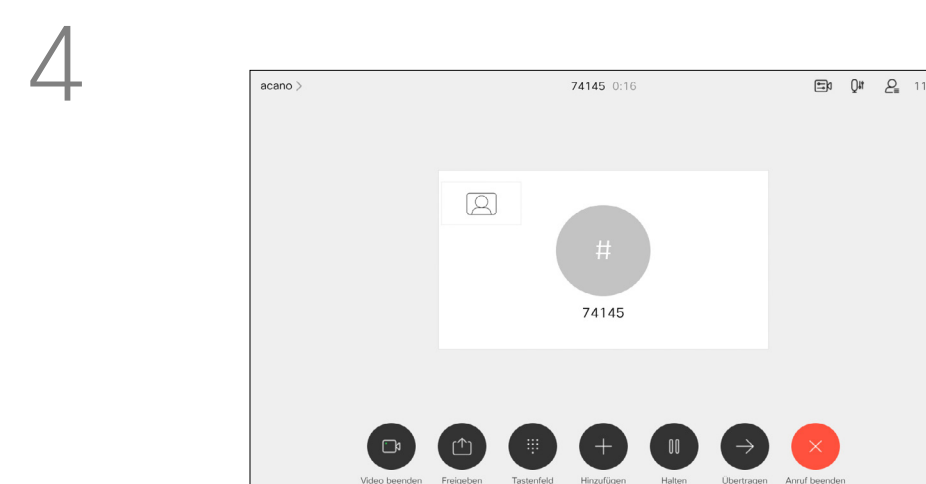 4
acano >
74145 0:16
11
#
74145
Video beenden
Freigeben
Tastenfeld
Hinzufügen
Halten
Übertragen
Anruf beenden